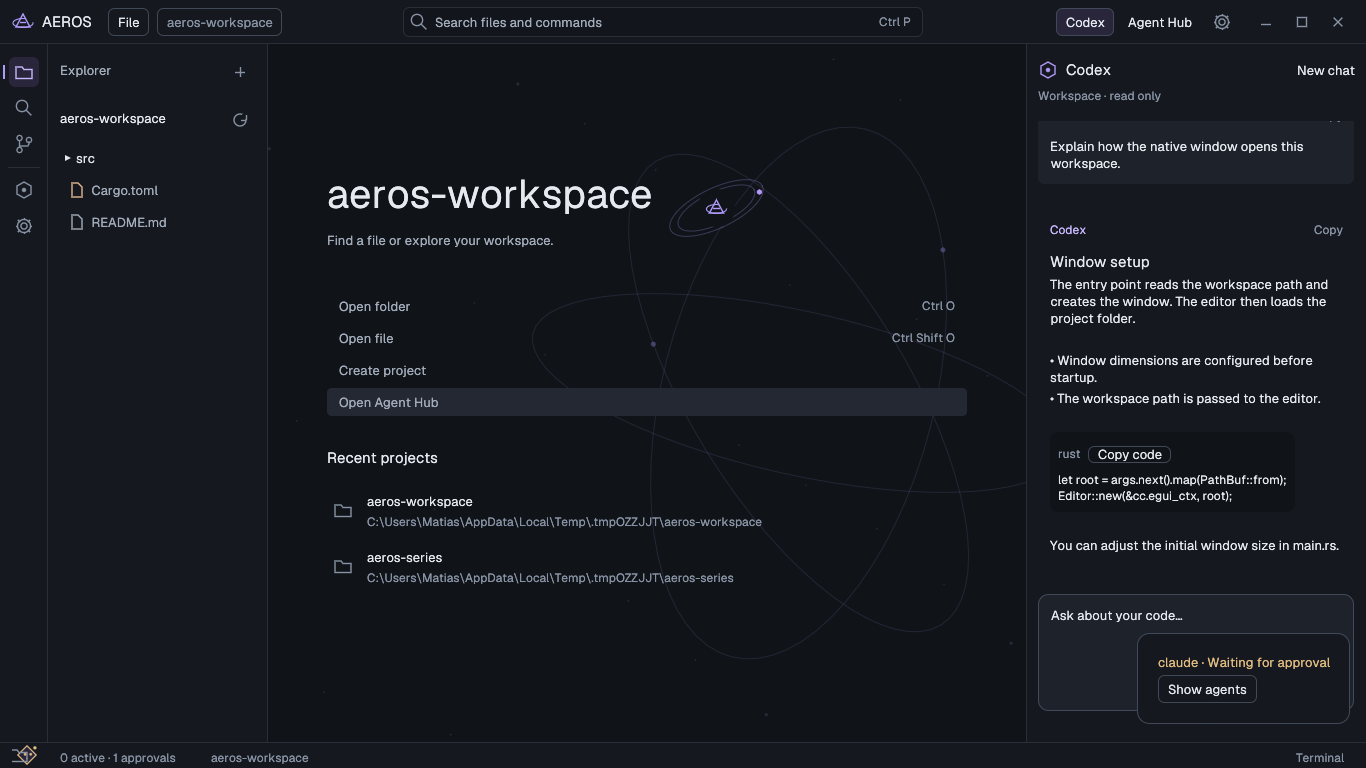 AEROS
File
aeros-workspace
Search files and commands
Ctrl P
Codex
Agent Hub
Explorer
aeros-workspace
src
Cargo.toml
README.md
aeros-workspace
Find a file or explore your workspace.
Open folder
Ctrl O
Open file
Ctrl Shift O
Create project
Open Agent Hub
Recent projects
aeros-workspace
C:\Users\Matias\AppData\Local\Temp\.tmpOZZJJT\aeros-workspace
aeros-series
C:\Users\Matias\AppData\Local\Temp\.tmpOZZJJT\aeros-series
Codex
New chat
Workspace · read only
Explain how the native window opens this
workspace.
Codex
Copy
Window setup
The entry point reads the workspace path and
creates the window. The editor then loads the
project folder.
• Window dimensions are configured before
startup.
• The workspace path is passed to the editor.
rust
Copy code
let root = args.next().map(PathBuf::from);
Editor::new(&cc.egui_ctx, root);
You can adjust the initial window size in main.rs.
Ask about your code…
claude · Waiting for approval
Show agents
0 active · 1 approvals
aeros-workspace
Terminal